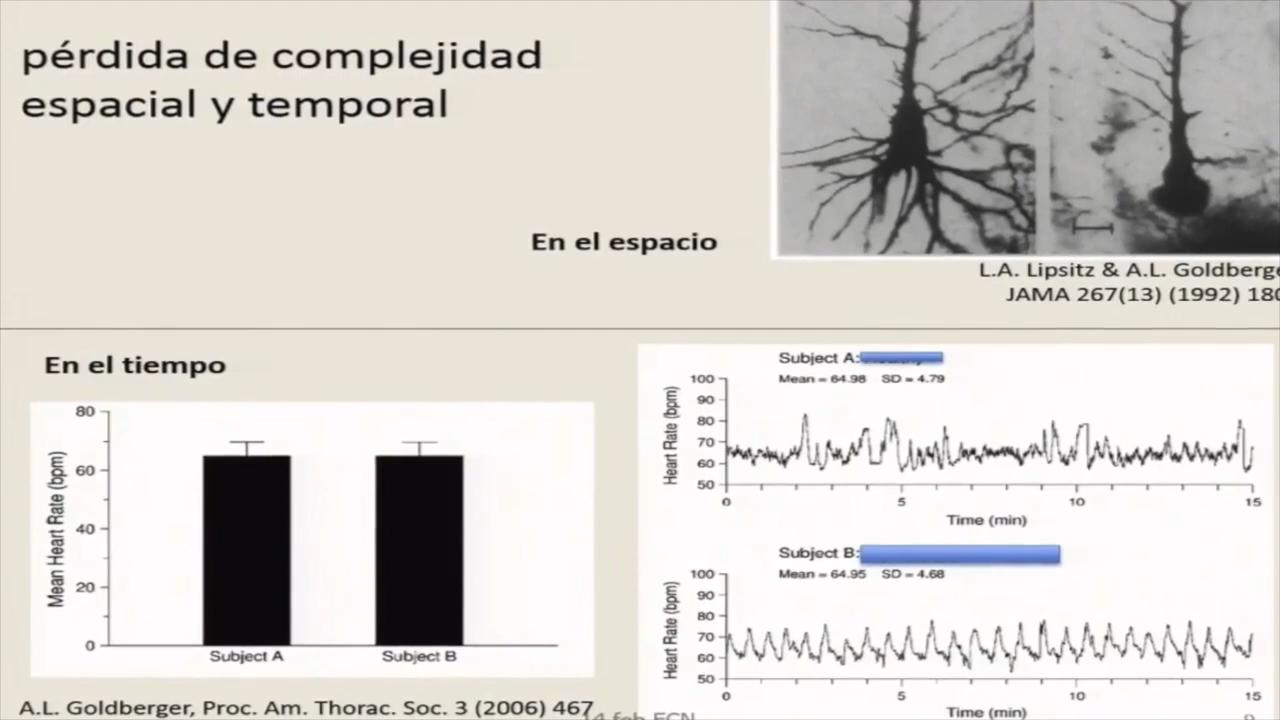 pérdida de complejidad
espacial y temporal
En el espacio
L.A. Lipsitz & A.L. Goldberge
JAMA 267(13) (1992) 180
En el tiempo
80
60
40
20
0
Mean Heart Rate (bpm)
Subject A
Subject B
A.L. Goldberger, Proc. Am. Thorac. Soc. 3 (2006) 467
Subject A:
Mean = 64.98 SD = 4.79
100
90
80
70
60
50
Heart Rate (bpm)
0 5 10 15
Time (min)
Subject B:
Mean = 64.95 SD = 4.68
100
90
80
70
60
50
Heart Rate (bpm)
0 5 10 15
Time (min)